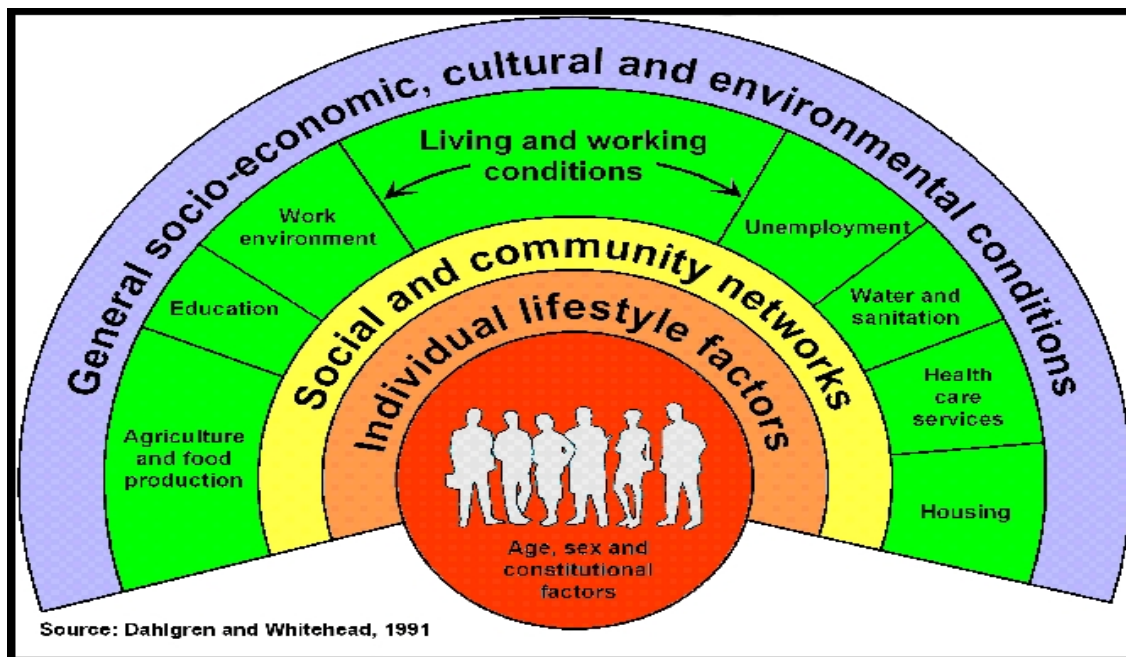 General socio-economic, cultural and environmental conditions
Living and working
conditions
Agriculture
and food
production
Education
Work
environment
Unemployment
Water and
sanitation
Health
care
services
Housing
Social and community networks
Individual lifestyle factors
Age, sex and
constitutional
factors
Source: Dahlgren and Whitehead, 1991